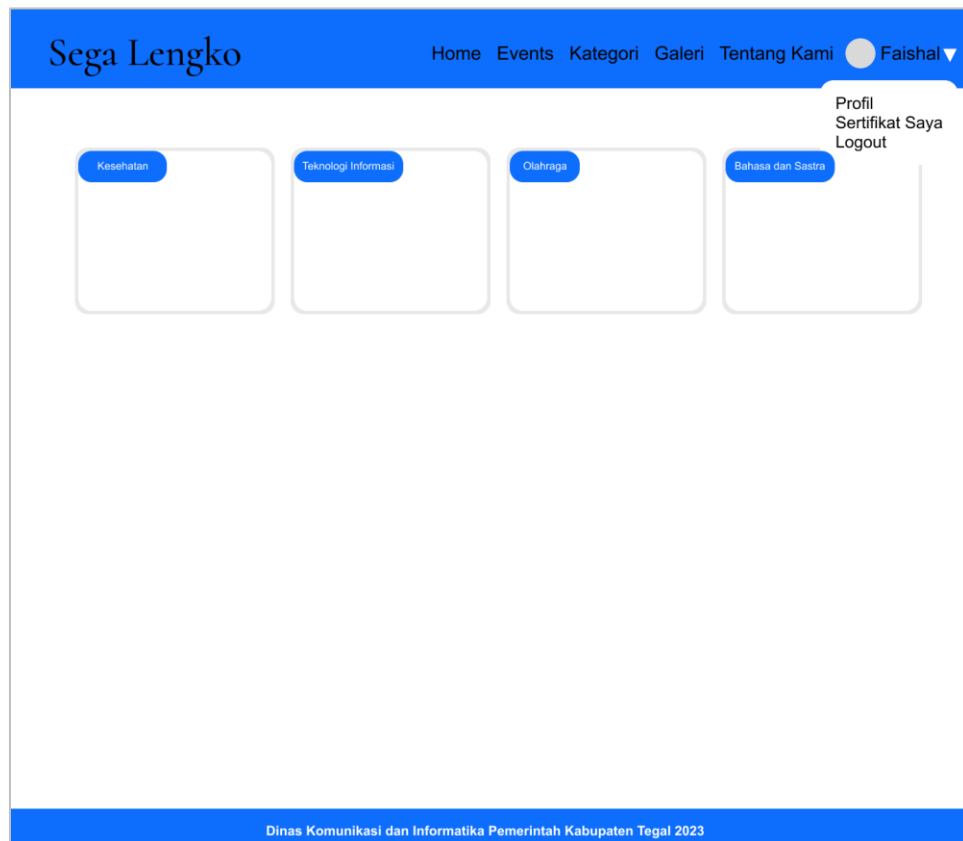 Sega Lengko
Home Events Kategori Galeri Tentang Kami Faishal
Profil
Sertifikat Saya
Logout
Kesehatan
Teknologi Informasi
Olahraga
Bahasa dan Sastra
Dinas Komunikasi dan Informatika Pemerintah Kabupaten Tegal 2023